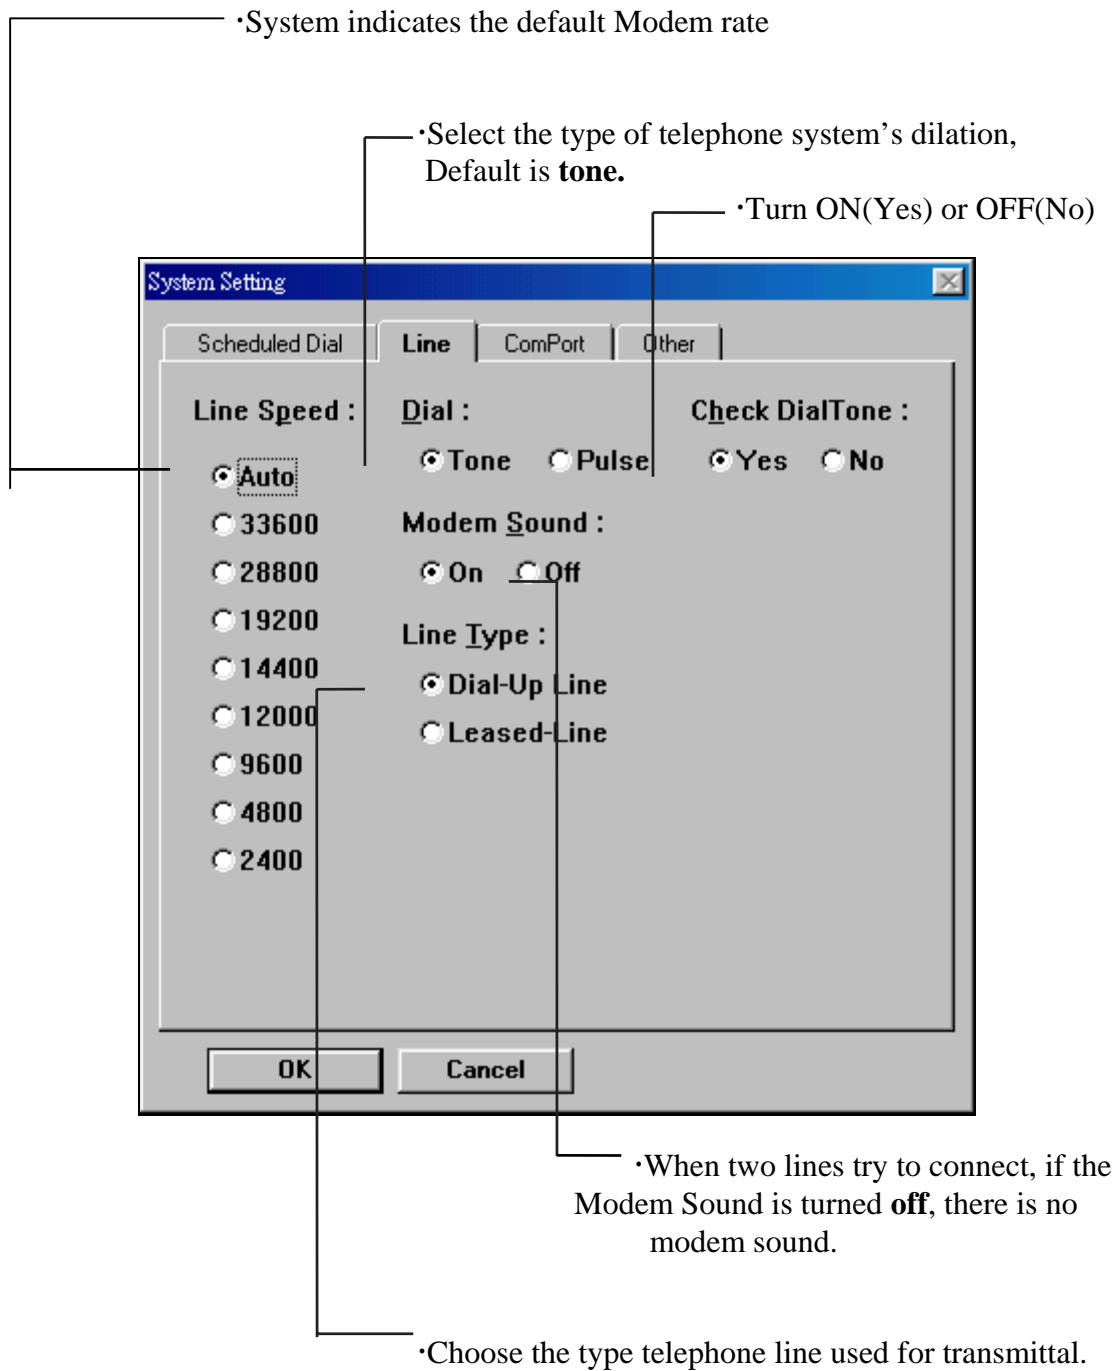 ·System indicates the default Modem rate
·Select the type of telephone system’s dilation,
Default is tone.
·Turn ON(Yes) or OFF(No)
System Setting
Scheduled Dial
Line
ComPort
Other
Line Speed :
Auto
33600
28800
19200
14400
12000
9600
4800
2400
Dial :
Tone Pulse
Modem Sound :
On Off
Line Type :
Dial-Up Line
Leased-Line
Check DialTone :
Yes No
OK
Cancel
·When two lines try to connect, if the
Modem Sound is turned off, there is no
modem sound.
·Choose the type telephone line used for transmittal.